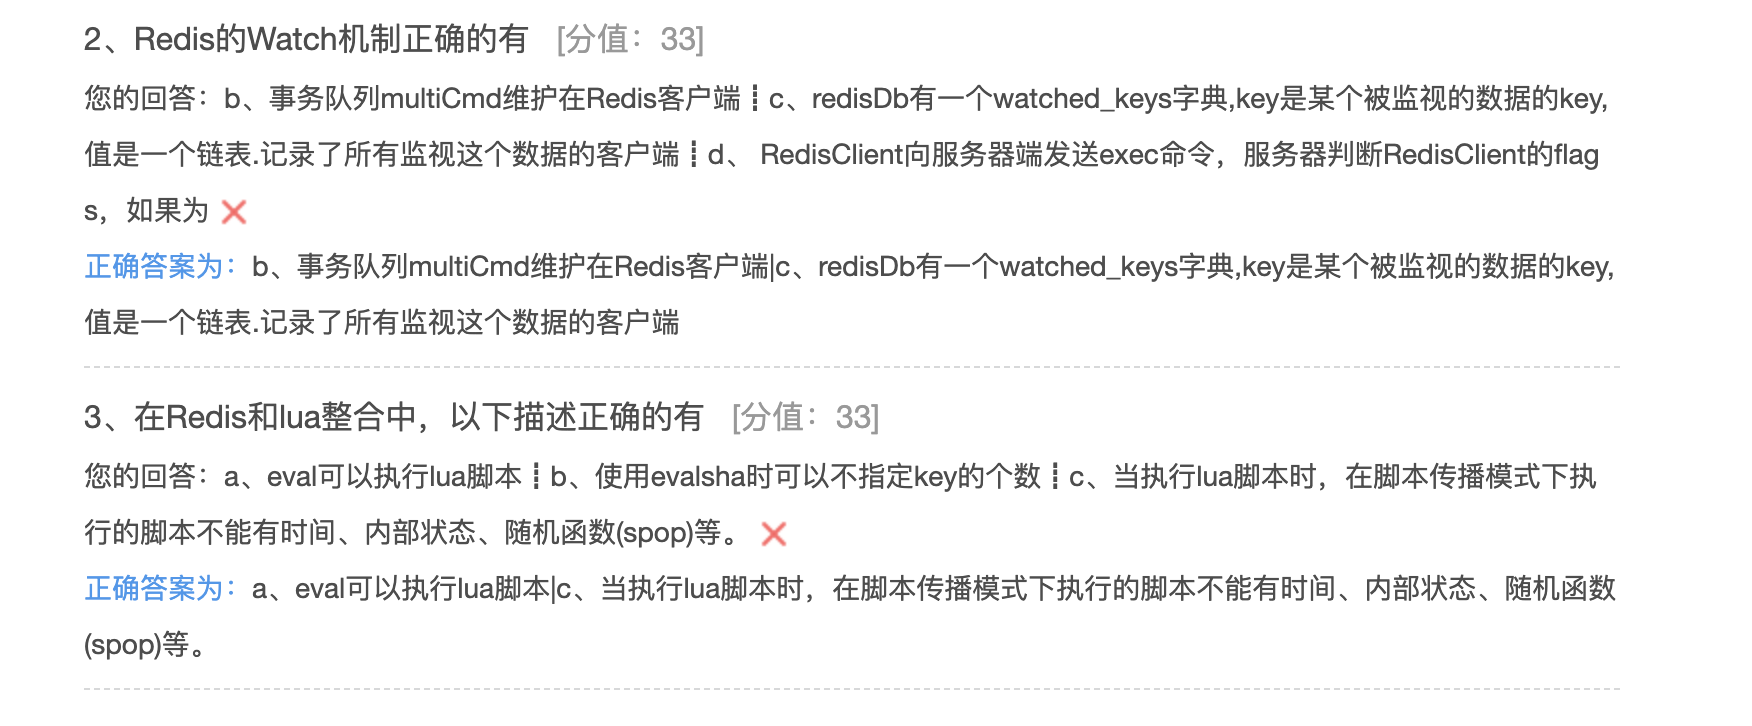 2、Redis的Watch机制正确的有 [分值：33]
您的回答：b、事务队列multiCmd维护在Redis客户端┋c、redisDb有一个watched_keys字典,key是某个被监视的数据的key,
值是一个链表.记录了所有监视这个数据的客户端┋d、 RedisClient向服务器端发送exec命令，服务器判断RedisClient的flag
s，如果为 ❌
正确答案为：b、事务队列multiCmd维护在Redis客户端|c、redisDb有一个watched_keys字典,key是某个被监视的数据的key,
值是一个链表.记录了所有监视这个数据的客户端
3、在Redis和lua整合中，以下描述正确的有 [分值：33]
您的回答：a、eval可以执行lua脚本┋b、使用evalsha时可以不指定key的个数┋c、当执行lua脚本时，在脚本传播模式下执
行的脚本不能有时间、内部状态、随机函数(spop)等。 ❌
正确答案为：a、eval可以执行lua脚本|c、当执行lua脚本时，在脚本传播模式下执行的脚本不能有时间、内部状态、随机函数
(spop)等。